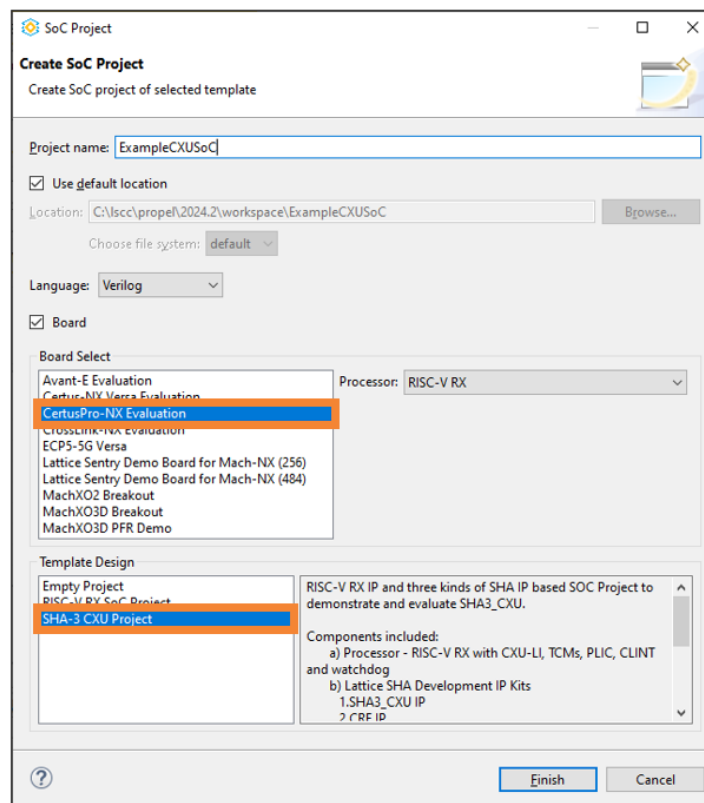 SoC Project
Create SoC Project
Create SoC project of selected template
Project name: ExampleCXUSoC
Use default location
Location: C:\lscc\propel\2024.2\workspace\ExampleCXUSoC Browse...
Choose file system: default
Language: Verilog
Board
Board Select
Avant-E Evaluation Processor: RISC-V RX
Certus-NX Versa Evaluation
CertusPro-NX Evaluation
CrossLink-NX Evaluation
ECP5-5G Versa
Lattice Sentry Demo Board for Mach-NX (256)
Lattice Sentry Demo Board for Mach-NX (484)
MachXO2 Breakout
MachXO3D Breakout
MachXO3D PFR Demo
Template Design
Empty Project
RISC-V RX SoC Project
SHA-3 CXU Project
RISC-V RX IP and three kinds of SHA IP based SOC Project to
demonstrate and evaluate SHA3_CXU.
Components included:
a) Processor - RISC-V RX with CXU-LI, TCMs, PLIC, CLINT
and watchdog
b) Lattice SHA Development IP Kits
1.SHA3_CXU IP
2.CRE IP
Finish Cancel